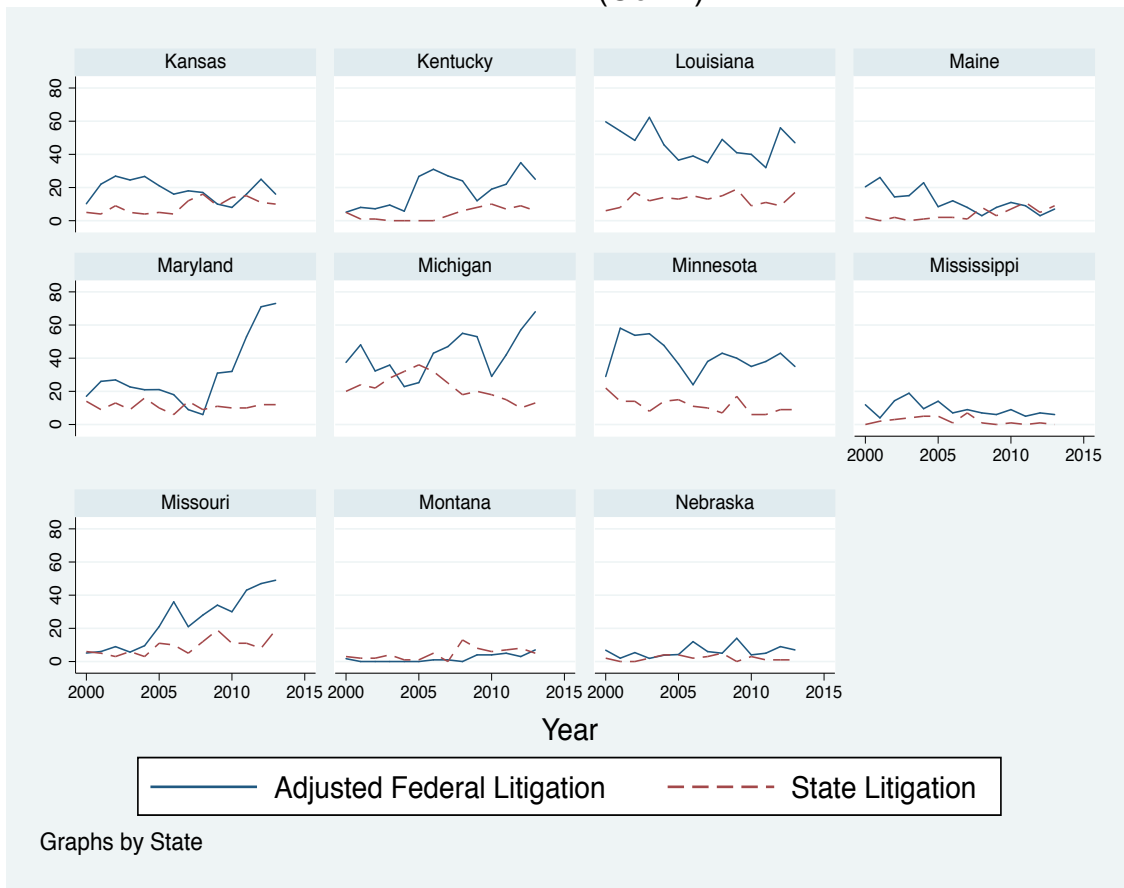 Kansas Kentucky Louisiana Maine
80
60
40
20
0
Maryland Michigan Minnesota Mississippi
80
60
40
20
0
2000 2005 2010 2015
Missouri Montana Nebraska
80
60
40
20
0
2000 2005 2010 2015 2000 2005 2010 2015 2000 2005 2010 2015
Year
Adjusted Federal Litigation State Litigation
Graphs by State